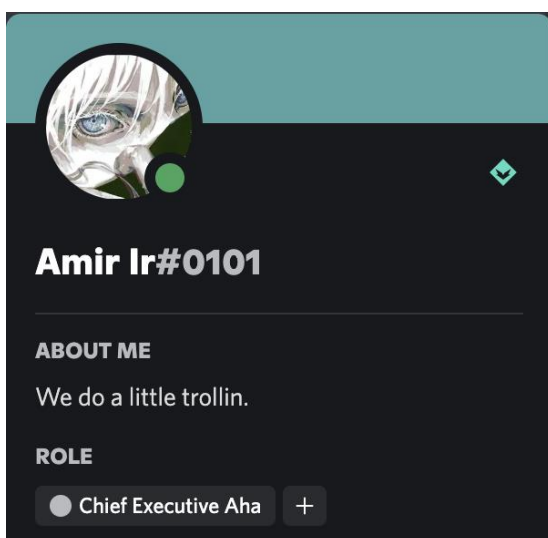 Amir Ir#0101
ABOUT ME
We do a little trollin.
ROLE
Chief Executive Aha +